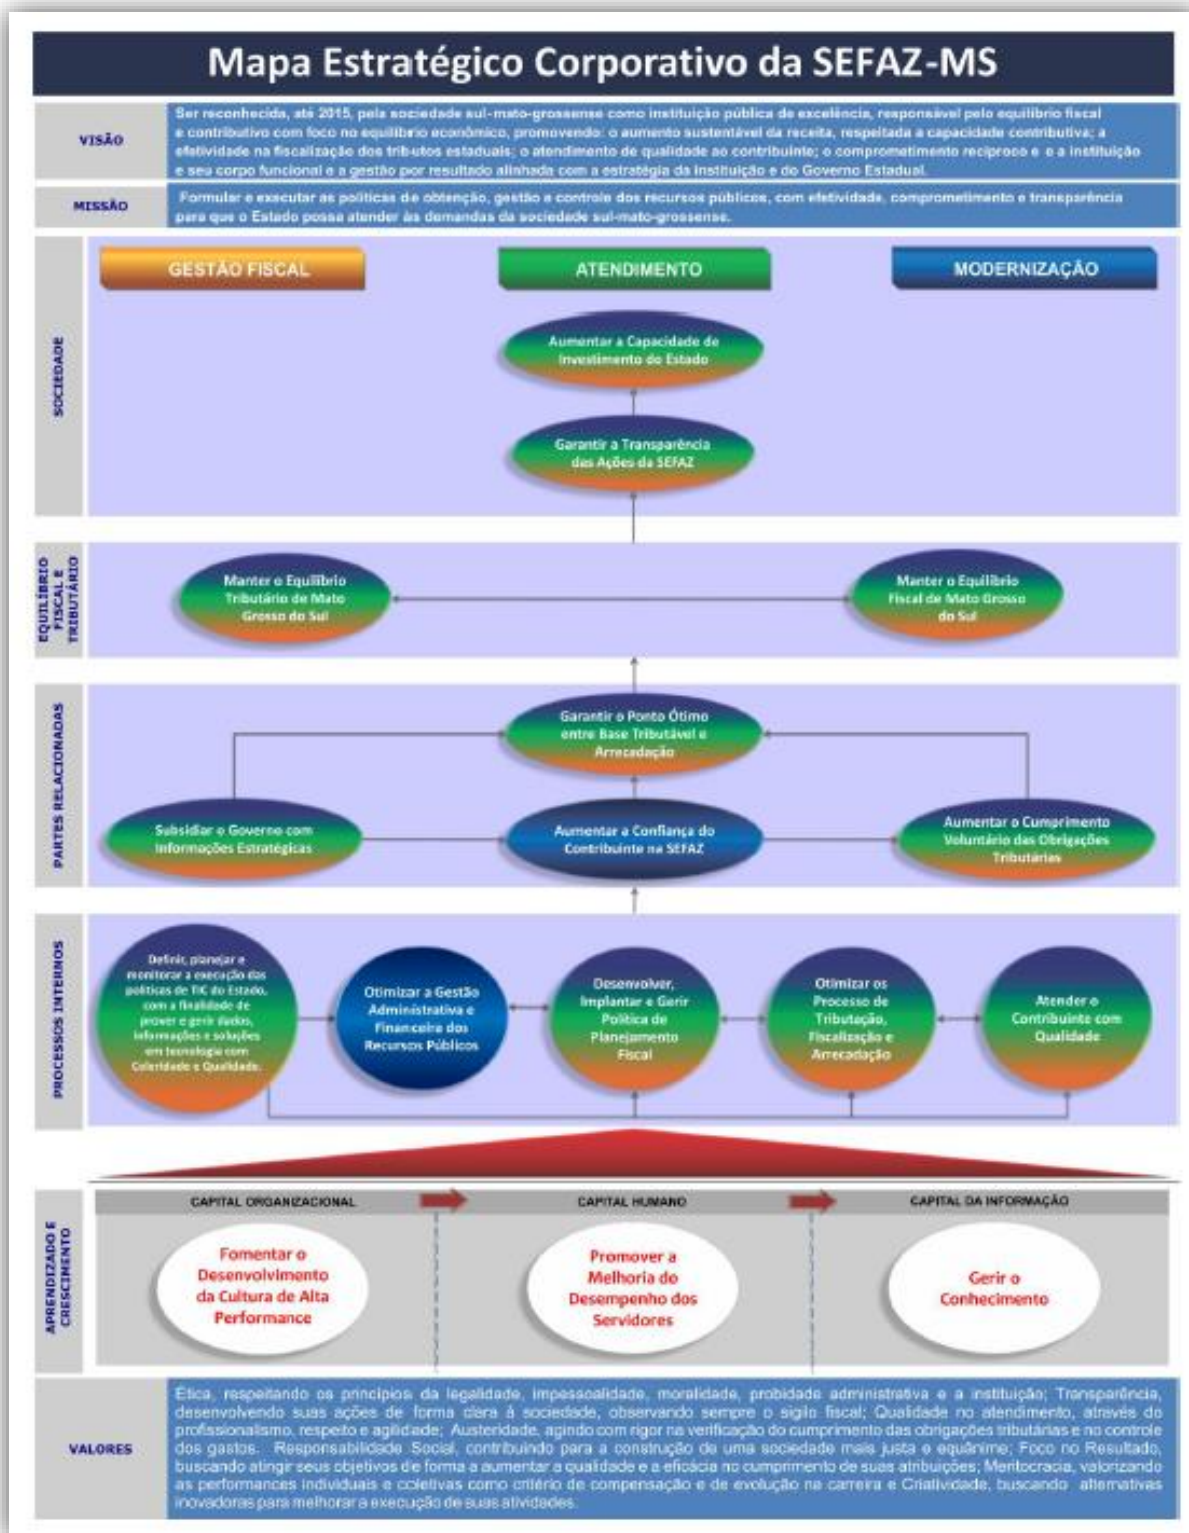 Mapa Estratégico Corporativo da SEFAZ-MS
VISÃO
Ser reconhecida, até 2015, pela sociedade sul-mato-grossense como instituição pública de excelência, responsável pelo equilíbrio fiscal
e contributivo com foco no equilíbrio econômico, promovendo: o aumento sustentável da receita, respeitada a capacidade contributiva; a
efetividade na fiscalização dos tributos estaduais; o atendimento de qualidade ao contribuinte; o comprometimento recíproco e e a instituição
e seu corpo funcional e a gestão por resultado alinhada com a estratégia da Instituição e do Governo Estadual.
MISSÃO
Formular e executar as políticas de obtenção, gestão e controle dos recursos públicos, com efetividade, comprometimento e transparência
para que o Estado possa atender às demandas da sociedade sul-mato-grossense.
SOCIEDADE
GESTÃO FISCAL
ATENDIMENTO
MODERNIZAÇÃO
Aumentar a Capacidade de
Investimento do Estado
Garantir a Transparência
das Ações da SEFAZ
EQUILÍBRIO
FISCAL E
TRIBUTÁRIO
Manter o Equilíbrio
Tributário de Mato
Grosso do Sul
Manter o Equilíbrio
Fiscal de Mato Grosso
do Sul
PARTES RELACIONADAS
Garantir o Ponto Ótimo
entre Base Tributável e
Arrecadação
Subsidiar o Governo com
Informações Estratégicas
Aumentar a Confiança do
Contribuinte na SEFAZ
Aumentar o Cumprimento
Voluntário das Obrigações
Tributárias
PROCESSOS INTERNOS
Definir, planejar e
monitorar a execução das
políticas de TIC do Estado,
com a finalidade de
prover e gerir dados,
informações e soluções
em tecnologia com
Celeridade e Qualidade.
Otimizar a Gestão
Administrativa e
Financeira dos
Recursos Públicos
Desenvolver,
Implantar e Gerir
Política de
Planejamento
Fiscal
Otimizar os
Processo de
Tributação,
Fiscalização e
Arrecadação
Atender o
Contribuinte com
Qualidade
APRENDIZADO E
CRESCIMENTO
CAPITAL ORGANIZACIONAL
CAPITAL HUMANO
CAPITAL DA INFORMAÇÃO
Fomentar o
Desenvolvimento
da Cultura de Alta
Performance
Promover a
Melhoria do
Desempenho dos
Servidores
Gerir o
Conhecimento
VALORES
Ética, respeitando os princípios da legalidade, impessoalidade, moralidade, probidade administrativa e a instituição; Transparência,
desenvolvendo suas ações de forma clara à sociedade, observando sempre o sigilo fiscal; Qualidade no atendimento, através do
profissionalismo, respeito e agilidade; Austeridade, agindo com rigor na verificação do cumprimento das obrigações tributárias e no controle
dos gastos. Responsabilidade Social, contribuindo para a construção de uma sociedade mais justa e equânime; Foco no Resultado,
buscando atingir seus objetivos de forma a aumentar a qualidade e a eficácia no cumprimento de suas atribuições; Meritocracia, valorizando
as performances individuais e coletivas como critério de compensação e de evolução na carreira e Criatividade, buscando alternativas
inovadoras para melhorar a execução de suas atividades.